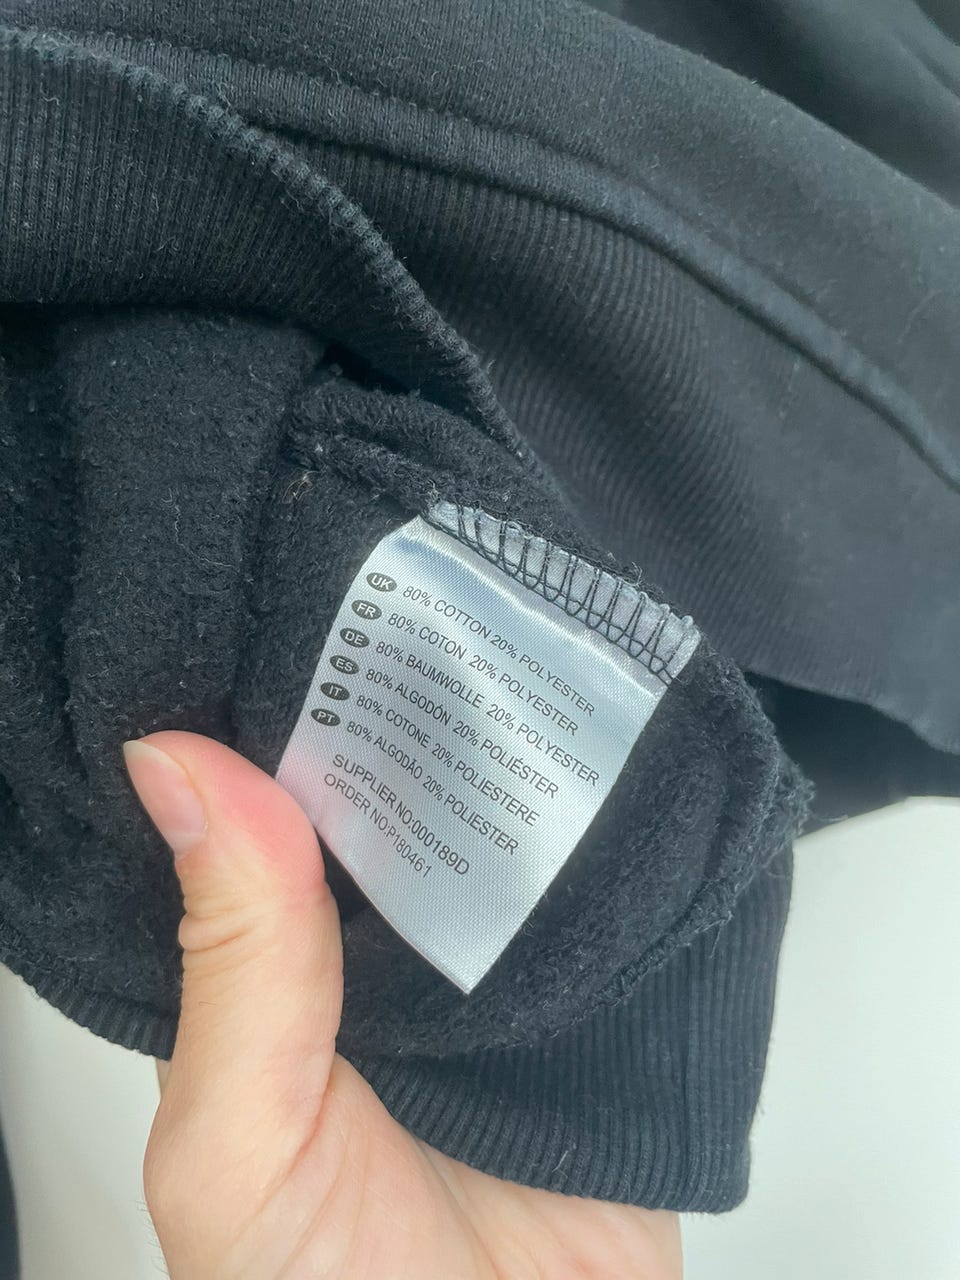 UK 80% COTTON 20% POLYESTER
FR 80% COTON 20% POLYESTER
DE 80% BAUMWOLLE 20% POLYESTER
ES 80% ALGODÓN 20% POLIÉSTER
IT 80% COTONE 20% POLIESTERE
PT 80% ALGODÃO 20% POLIESTER
SUPPLIER NO:000189D
ORDER NO:P180461